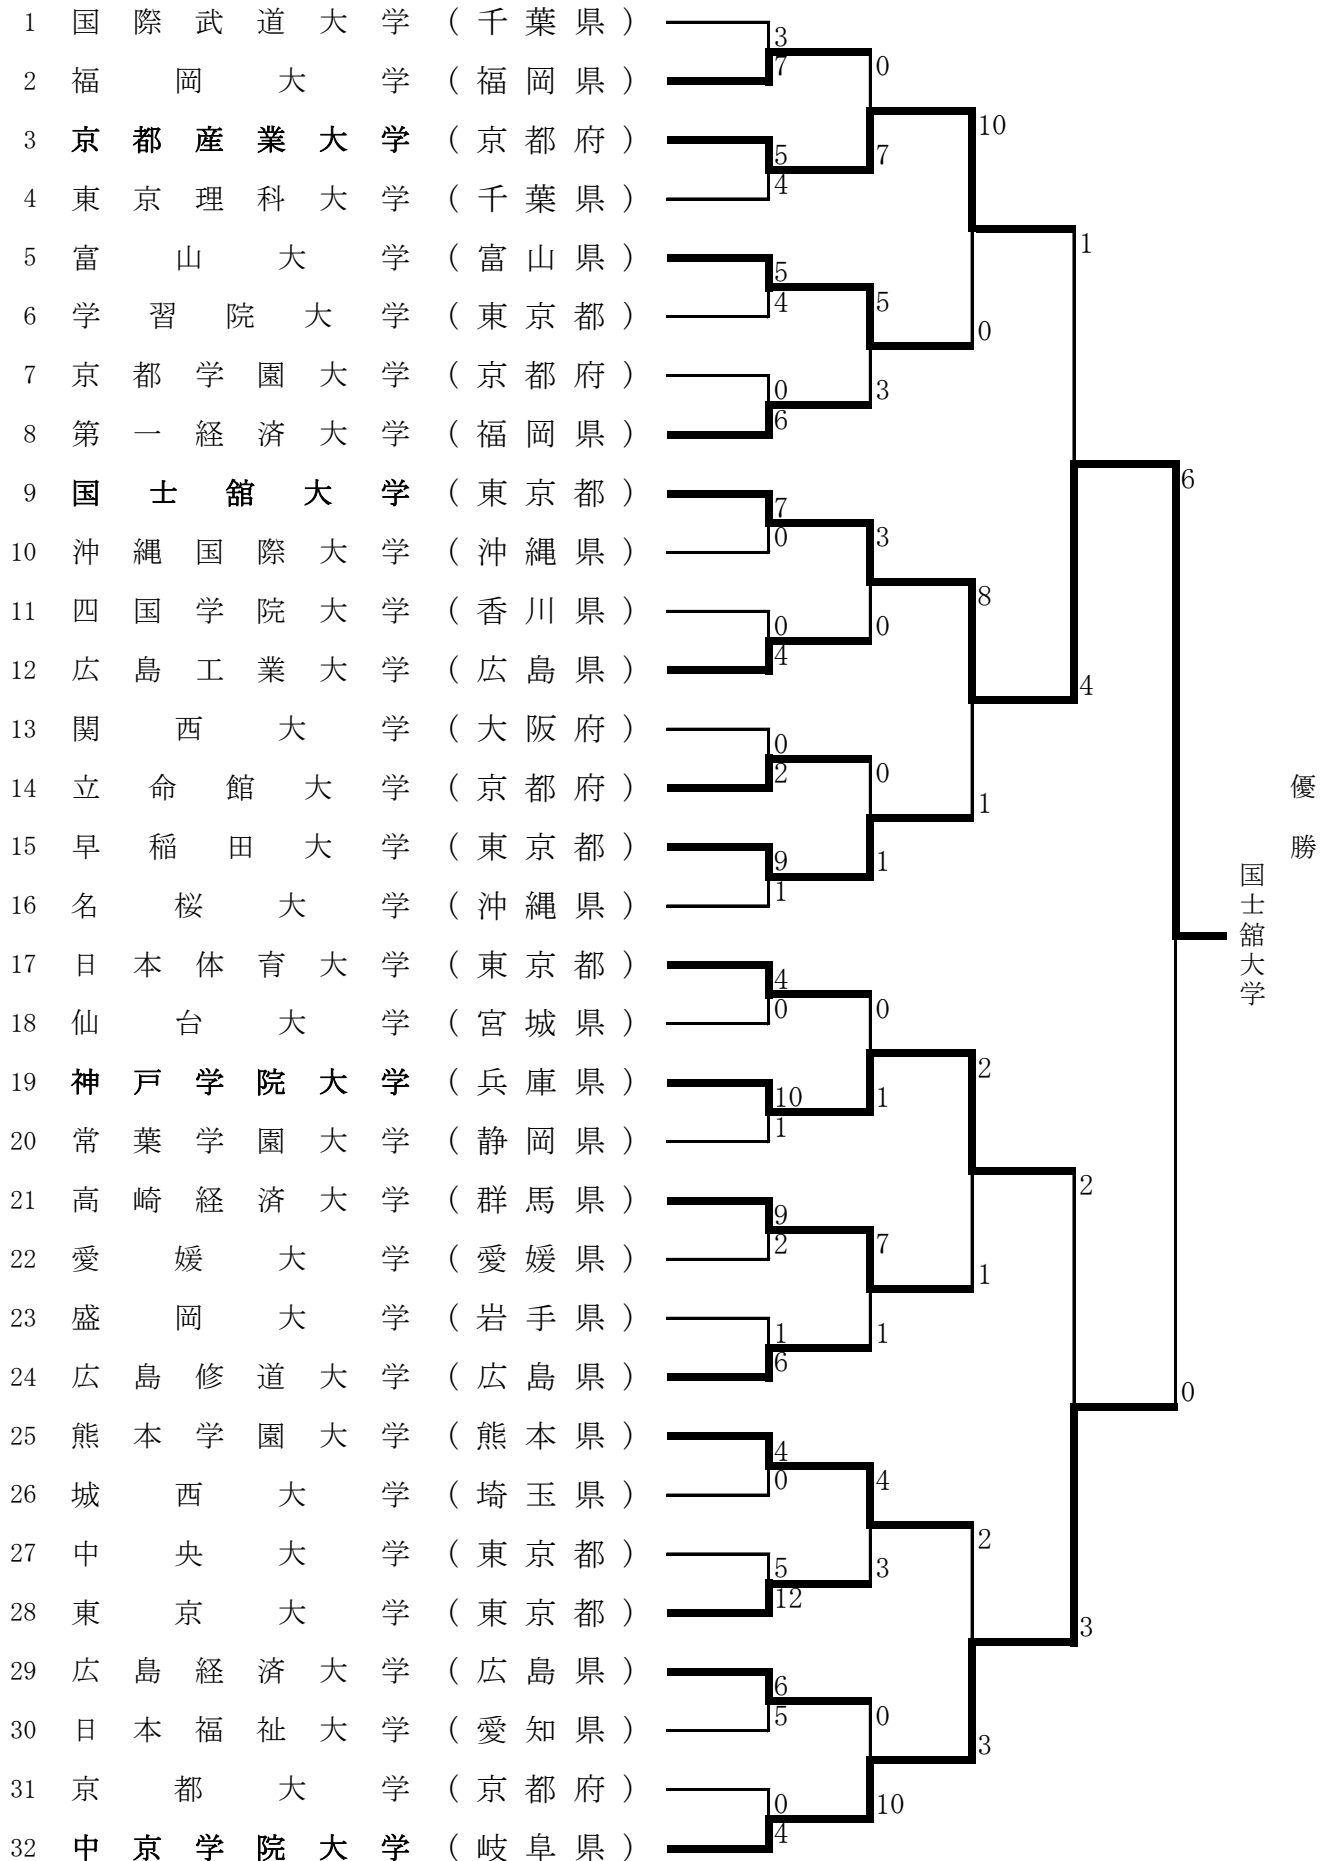 1 国際武道大学 (千葉県)
3
7
2 福岡大学 (福岡県)
0
10
3 京都産業大学 (京都府)
5
7
4
4 東京理科大学 (千葉県)
1
5 富山大学 (富山県)
5
4
5
6 学習院大学 (東京都)
0
7 京都学園大学 (京都府)
0
3
6
8 第一経済大学 (福岡県)
6
9 国士舘大学 (東京都)
7
0
3
10 沖縄国際大学 (沖縄県)
8
11 四国学院大学 (香川県)
0
0
4
12 広島工業大学 (広島県)
4
13 関西大学 (大阪府)
0
2
0
14 立命館大学 (京都府)
1
優勝
15 早稲田大学 (東京都)
9
1
1
16 名桜大学 (沖縄県)
国士舘大学
17 日本体育大学 (東京都)
4
0
0
18 仙台大学 (宮城県)
2
19 神戸学院大学 (兵庫県)
10
1
1
20 常葉学園大学 (静岡県)
2
21 高崎経済大学 (群馬県)
9
2
7
22 愛媛大学 (愛媛県)
1
23 盛岡大学 (岩手県)
1
1
6
24 広島修道大学 (広島県)
0
25 熊本学園大学 (熊本県)
4
0
4
26 城西大学 (埼玉県)
2
27 中央大学 (東京都)
5
3
12
28 東京大学 (東京都)
3
29 広島経済大学 (広島県)
6
5
0
30 日本福祉大学 (愛知県)
3
31 京都大学 (京都府)
0
10
4
32 中京学院大学 (岐阜県)